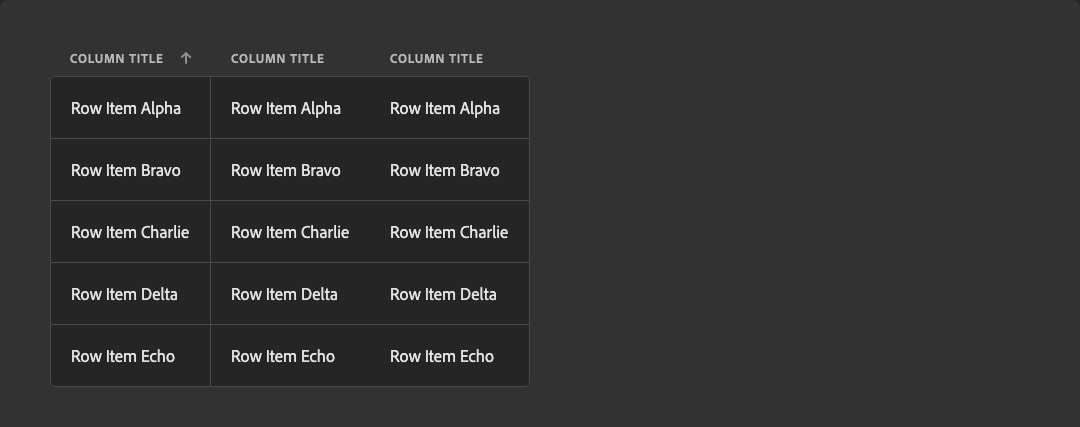 COLUMN TITLE COLUMN TITLE COLUMN TITLE
Row Item Alpha Row Item Alpha Row Item Alpha
Row Item Bravo Row Item Bravo Row Item Bravo
Row Item Charlie Row Item Charlie Row Item Charlie
Row Item Delta Row Item Delta Row Item Delta
Row Item Echo Row Item Echo Row Item Echo